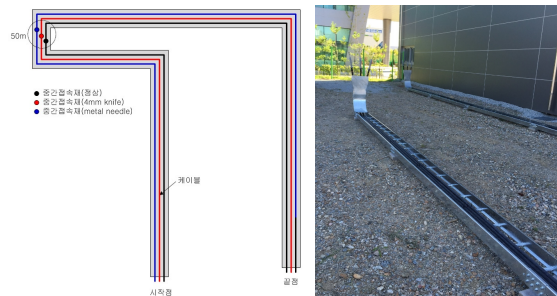 50m
중간접속재(정상)
중간접속재(4mm knife)
중간접속재(metal needle)
케이블
시작점
끝점